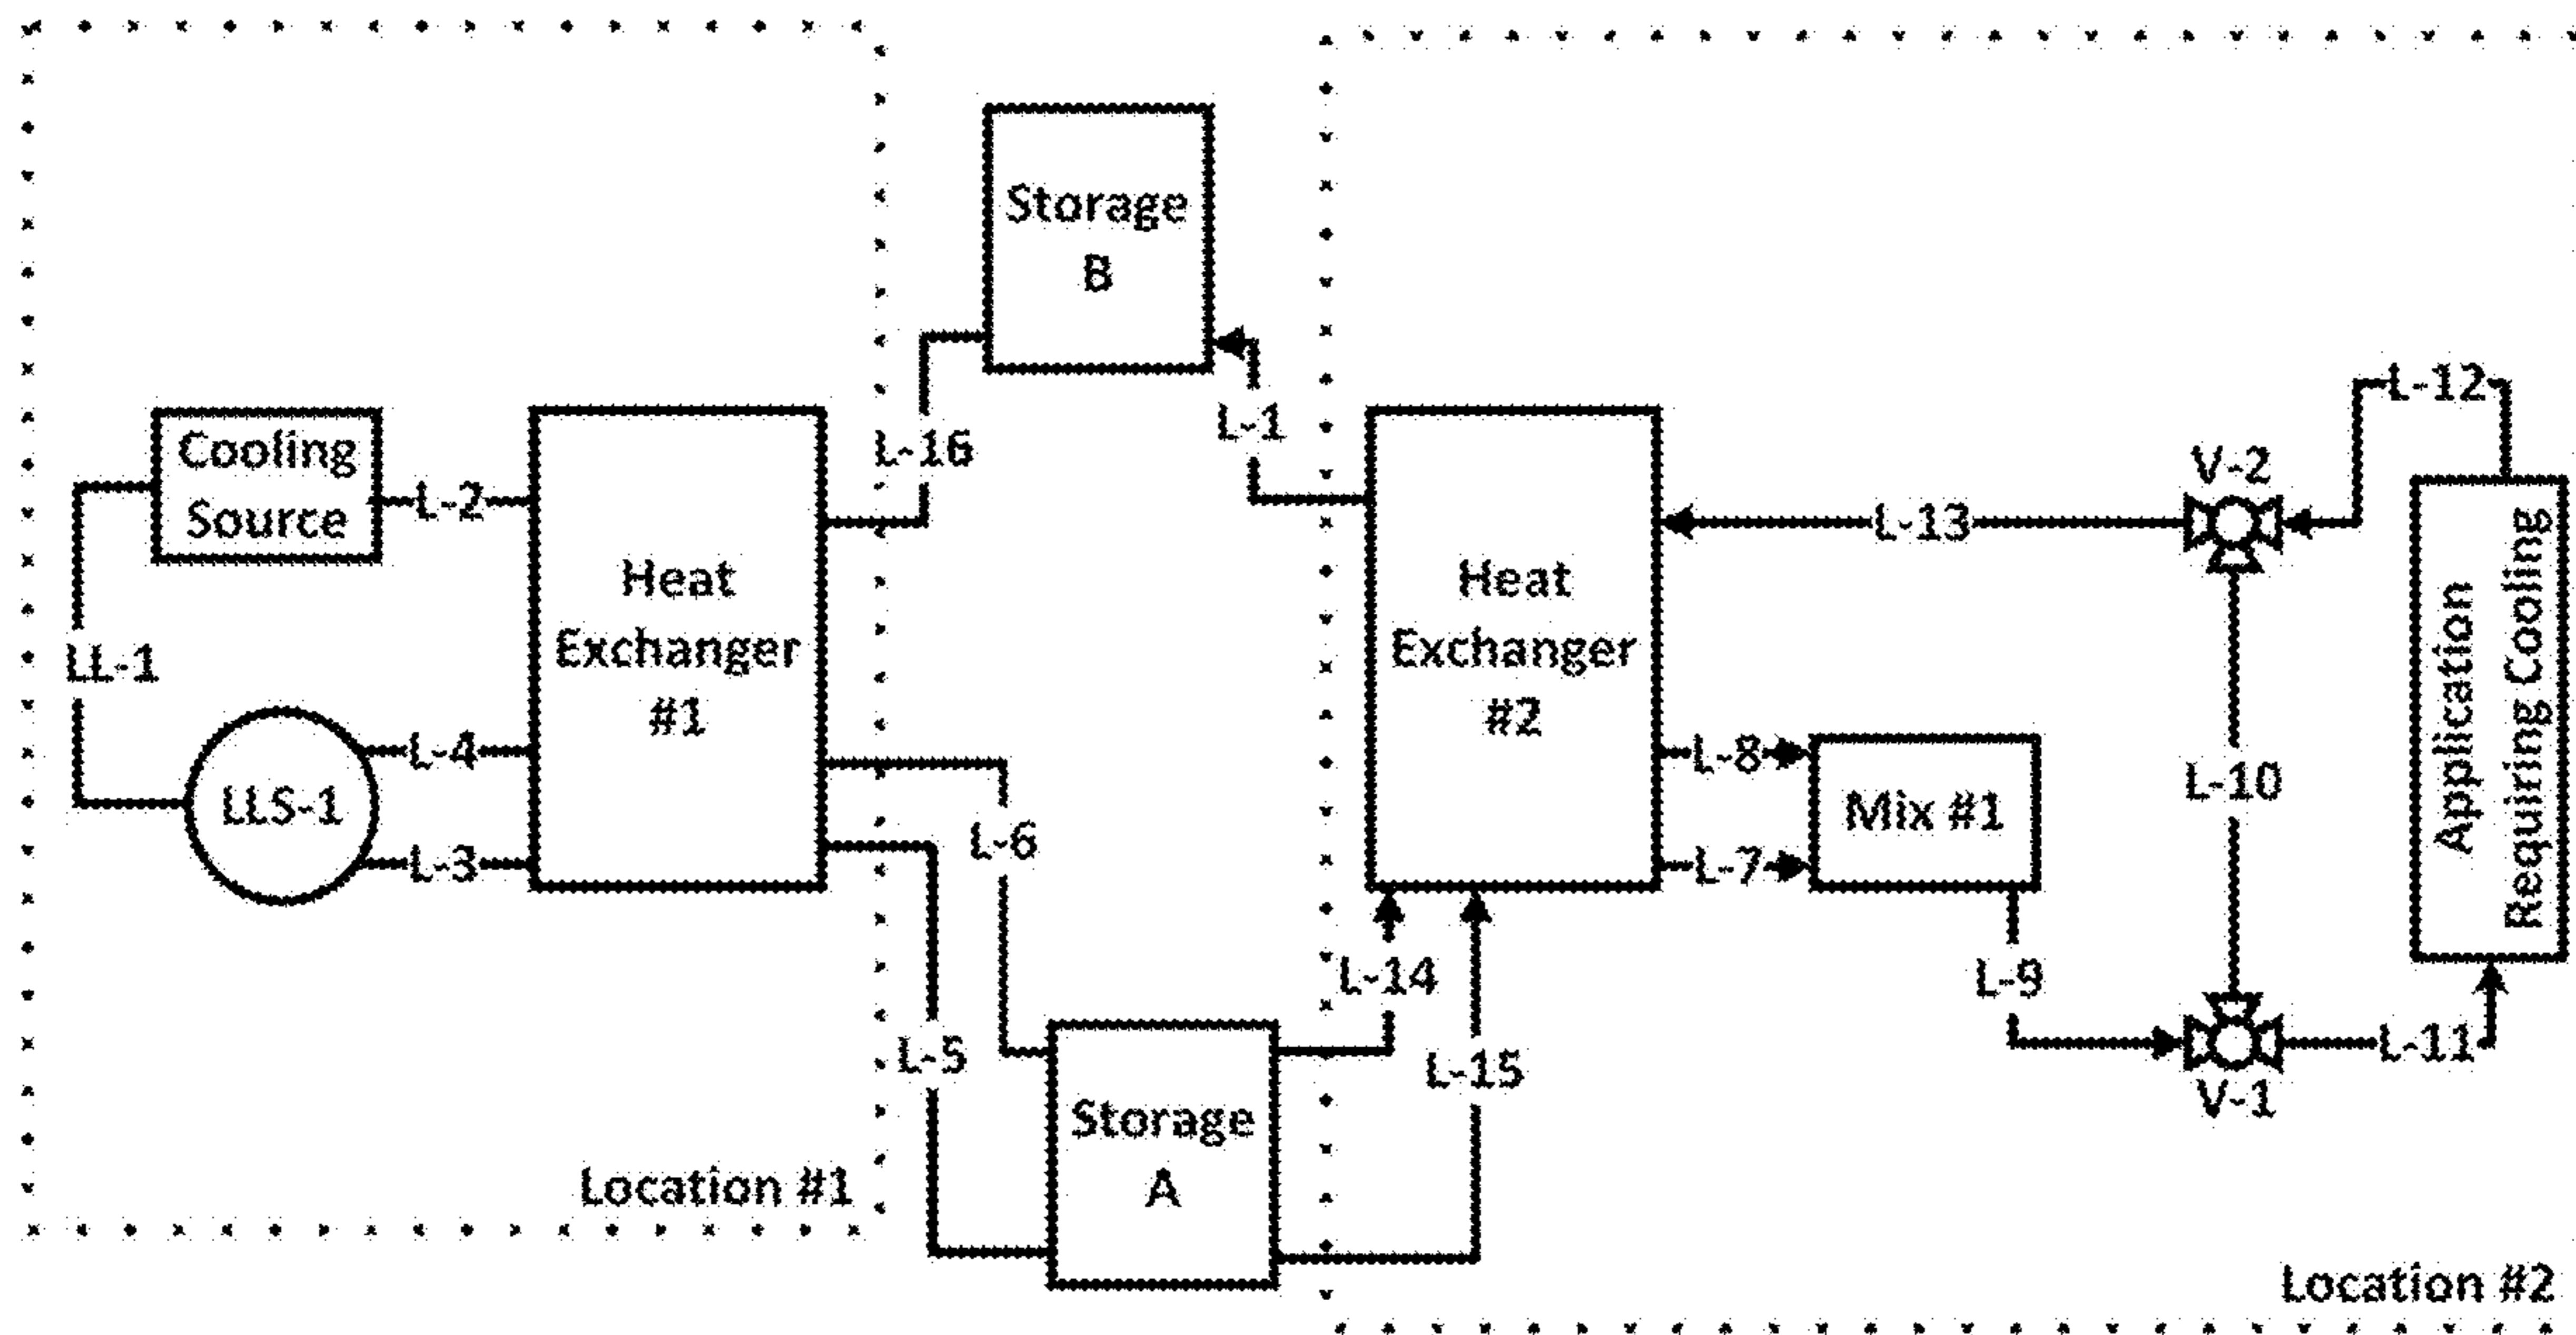 Storage
B
L-12
L-1
Cooling
Source
L-16
V-2
L-2
L-13
Heat
Exchanger
#1
Heat
Exchanger
#2
Application
Requiring Cooling
LL-1
L-4
L-8
LLS-1
Mix #1
L-10
L-6
L-3
L-7
L-14
L-9
L-5
L-15
L-11
V-1
Storage
A
Location #1
Location #2